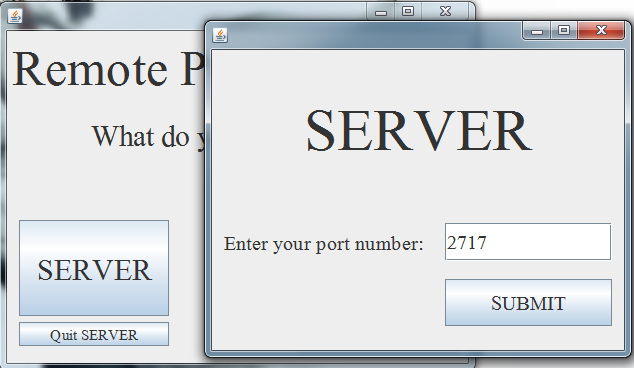 Remote
What do
SERVER
Quit SERVER
SERVER
Enter your port number:
2717
SUBMIT